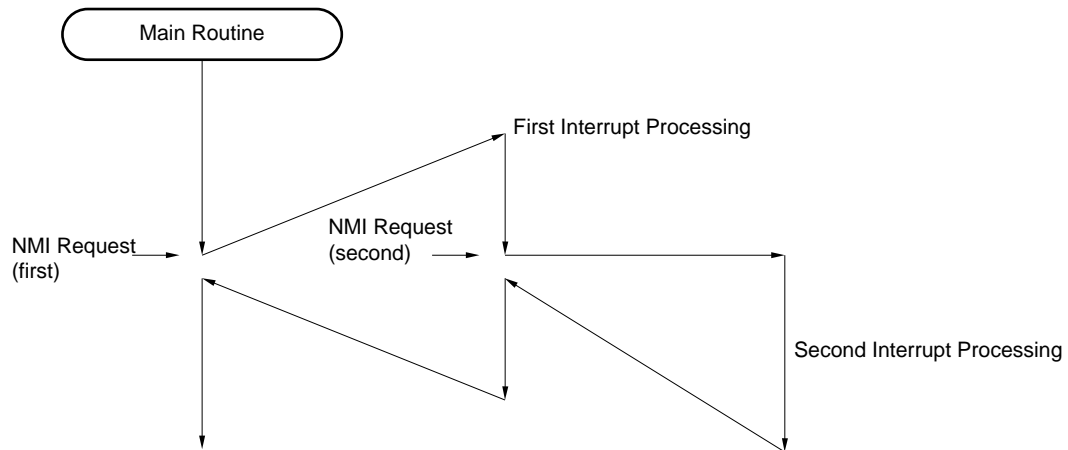 Main Routine
First Interrupt Processing
NMI Request
(first)
NMI Request
(second)
Second Interrupt Processing